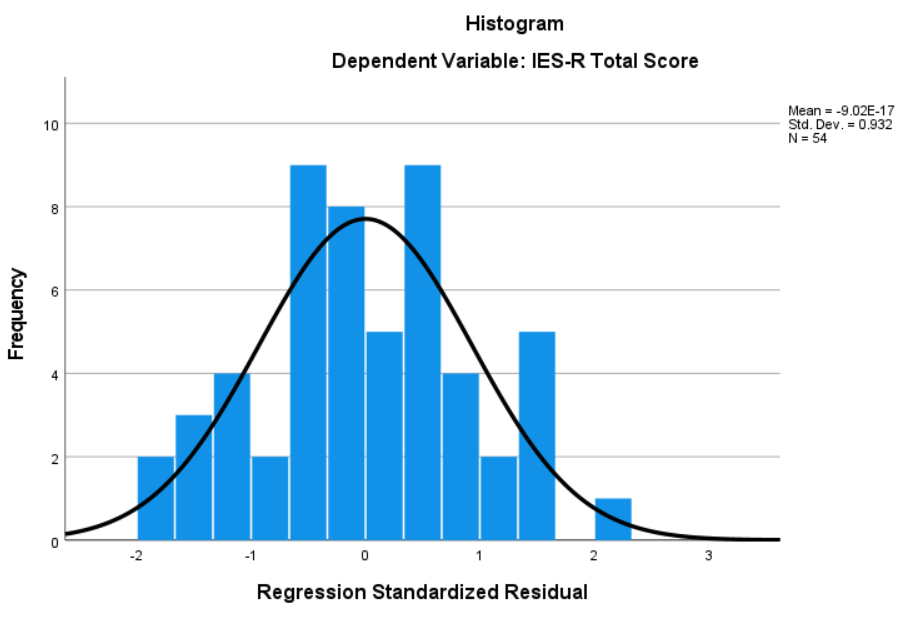 Histogram
Dependent Variable: IES-R Total Score
Mean = -9.02E-17
Std. Dev. = 0.932
N = 54
Frequency
10
8
6
4
2
0
-2 -1 0 1 2 3
Regression Standardized Residual